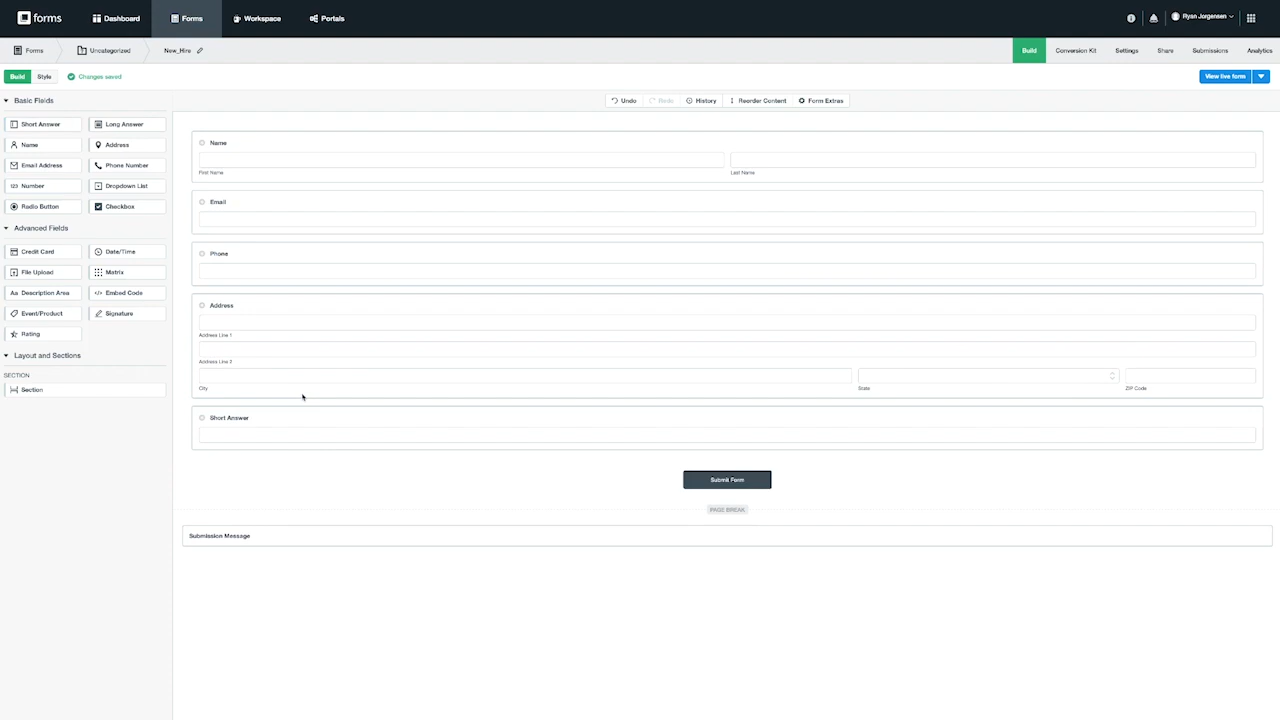 forms
Dashboard
Forms
Workspace
Portals
Ryan Jorgensen
Forms
Uncategorized
New_Hire
Build
Conversion Kit
Settings
Share
Submissions
Analytics
Build
Style
Changes saved
View live form
Basic Fields
Undo
Redo
History
Reorder Content
Form Extras
Short Answer
Long Answer
Name
Address
Email Address
Phone Number
123 Number
Dropdown List
Radio Button
Checkbox
Advanced Fields
Credit Card
Date/Time
File Upload
Matrix
Aa Description Area
</> Embed Code
Event/Product
Signature
Rating
Layout and Sections
SECTION
Section
Name
First Name
Last Name
Email
Phone
Address
Address Line 1
Address Line 2
City
State
ZIP Code
Short Answer
Submit Form
PAGE BREAK
Submission Message